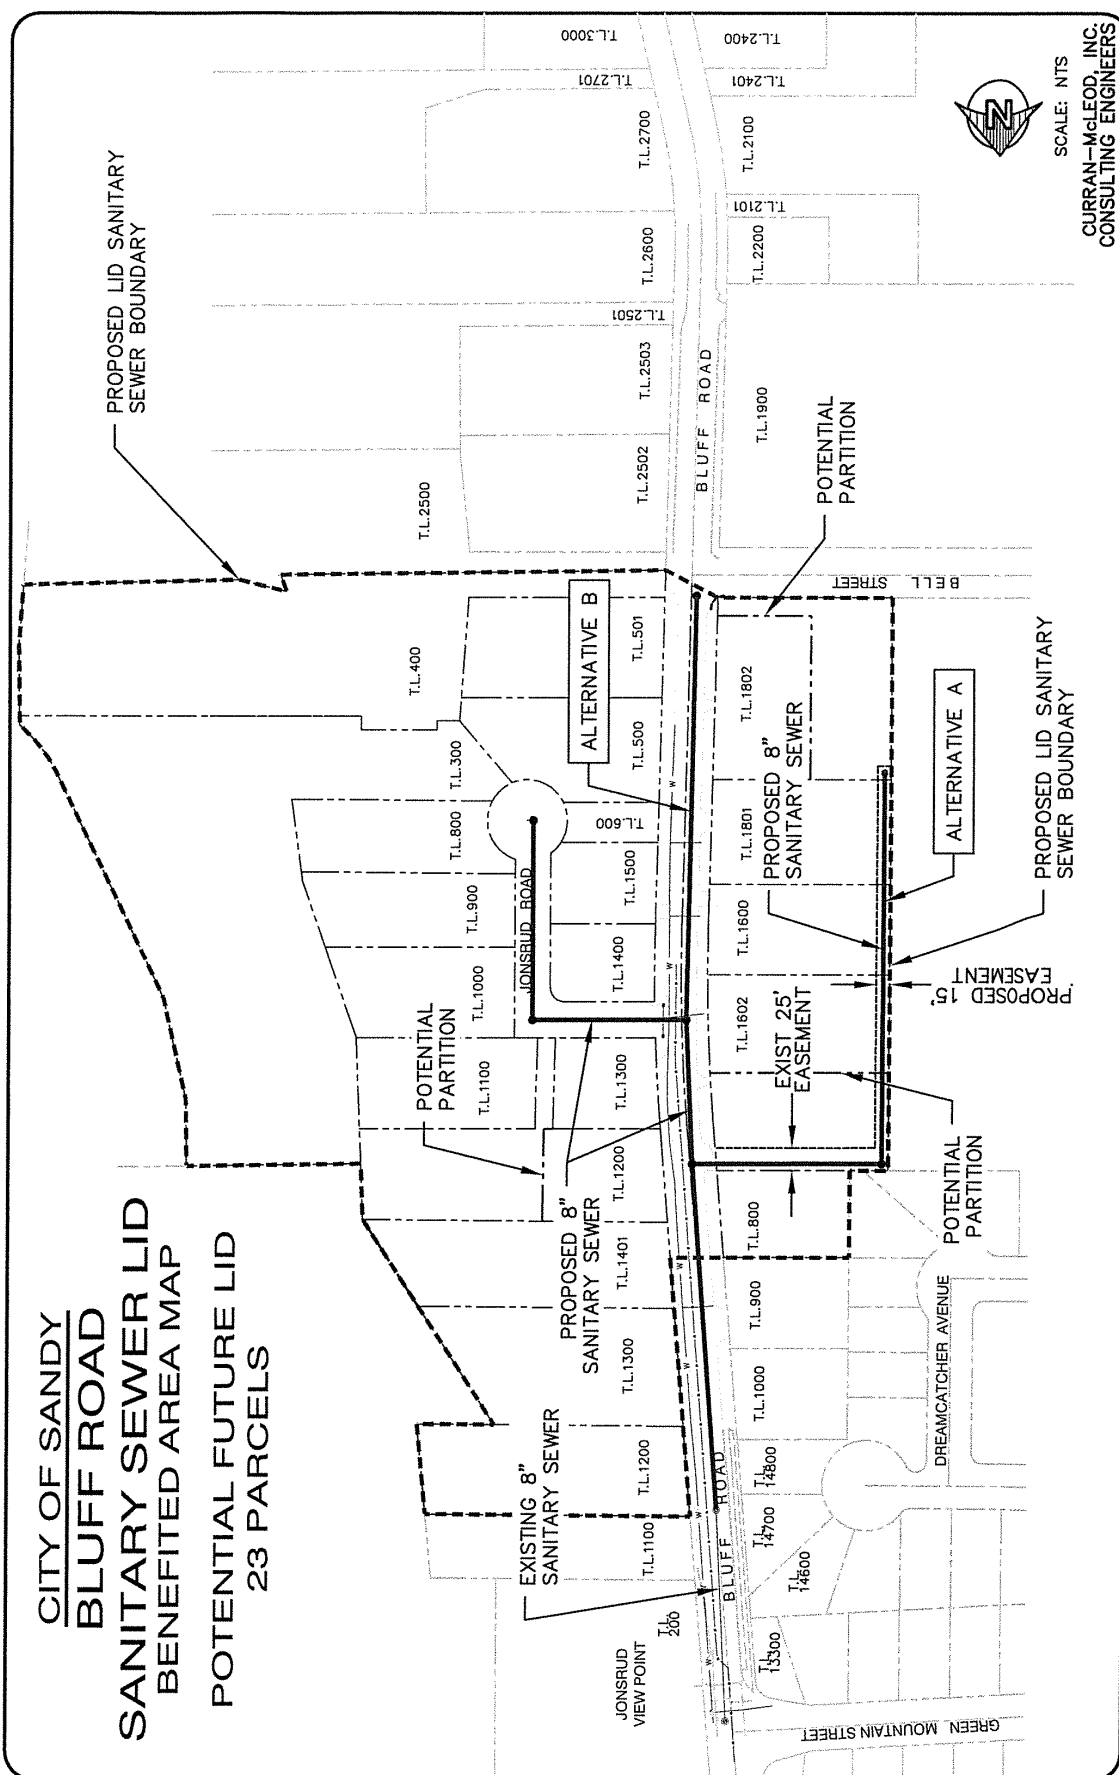 CITY OF SANDY
BLUFF ROAD
SANITARY SEWER LID
BENEFITED AREA MAP
POTENTIAL FUTURE LID
23 PARCELS
PROPOSED LID SANITARY
SEWER BOUNDARY
T.L.3000
T.L.2701
T.L.2700
T.L.2600
T.L.2501
T.L.2503
T.L.2502
T.L.2500
T.L.2400
T.L.2401
T.L.2100
T.L.2101
T.L.2200
T.L.1900
BLUFF ROAD
BELL STREET
POTENTIAL
PARTITION
T.L.400
T.L.501
T.L.500
ALTERNATIVE B
T.L.300
T.L.800
T.L.600
T.L.900
JONSRUD ROAD
T.L.1500
T.L.1000
T.L.1400
POTENTIAL
PARTITION
T.L.1100
T.L.1300
T.L.1200
PROPOSED 8"
SANITARY SEWER
T.L.1401
T.L.1300
T.L.1200
EXISTING 8"
SANITARY SEWER
T.L.1100
T.L.
200
JONSRUD
VIEW POINT
W
W
W
W
W
W
T.L.1802
T.L.1801
PROPOSED 8"
SANITARY SEWER
T.L.1600
T.L.1602
EXIST 25'
EASEMENT
ALTERNATIVE A
PROPOSED LID SANITARY
SEWER BOUNDARY
PROPOSED 15'
EASEMENT
POTENTIAL
PARTITION
T.L.800
T.L.900
T.L.1000
DREAMCATCHER AVENUE
T.L.
14800
T.L.
14700
T.L.
14600
T.L.
13300
BLUFF ROAD
GREEN MOUNTAIN STREET
N
SCALE: NTS
CURRAN-McLEOD, INC.
CONSULTING ENGINEERS